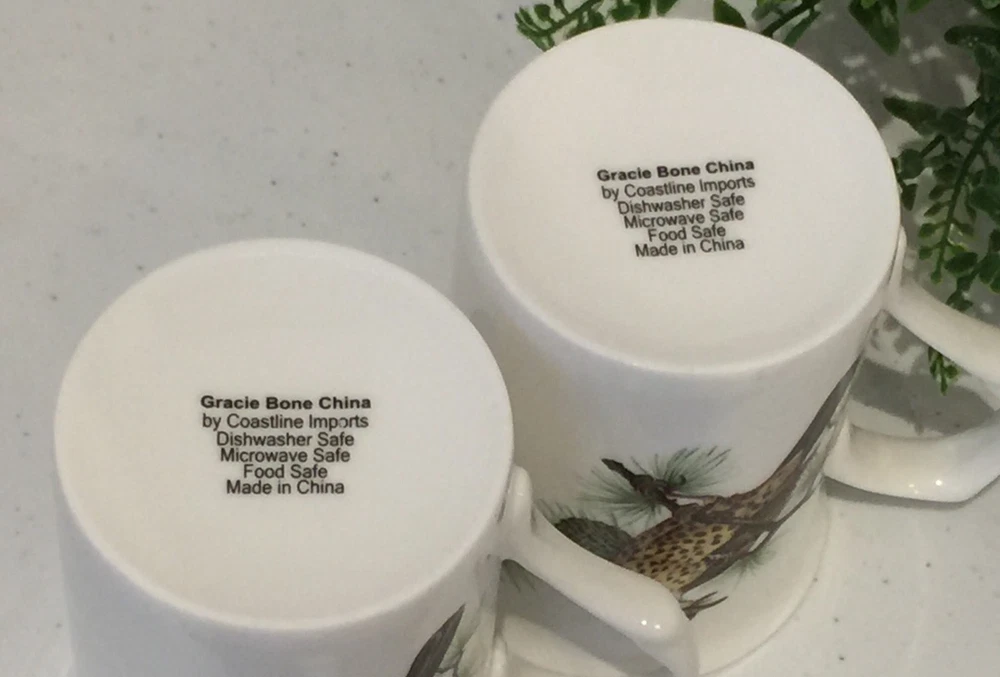 Gracie Bone China
by Coastline Imports
Dishwasher Safe
Microwave Safe
Food Safe
Made in China
Gracie Bone China
by Coastline Imports
Dishwasher Safe
Microwave Safe
Food Safe
Made in China